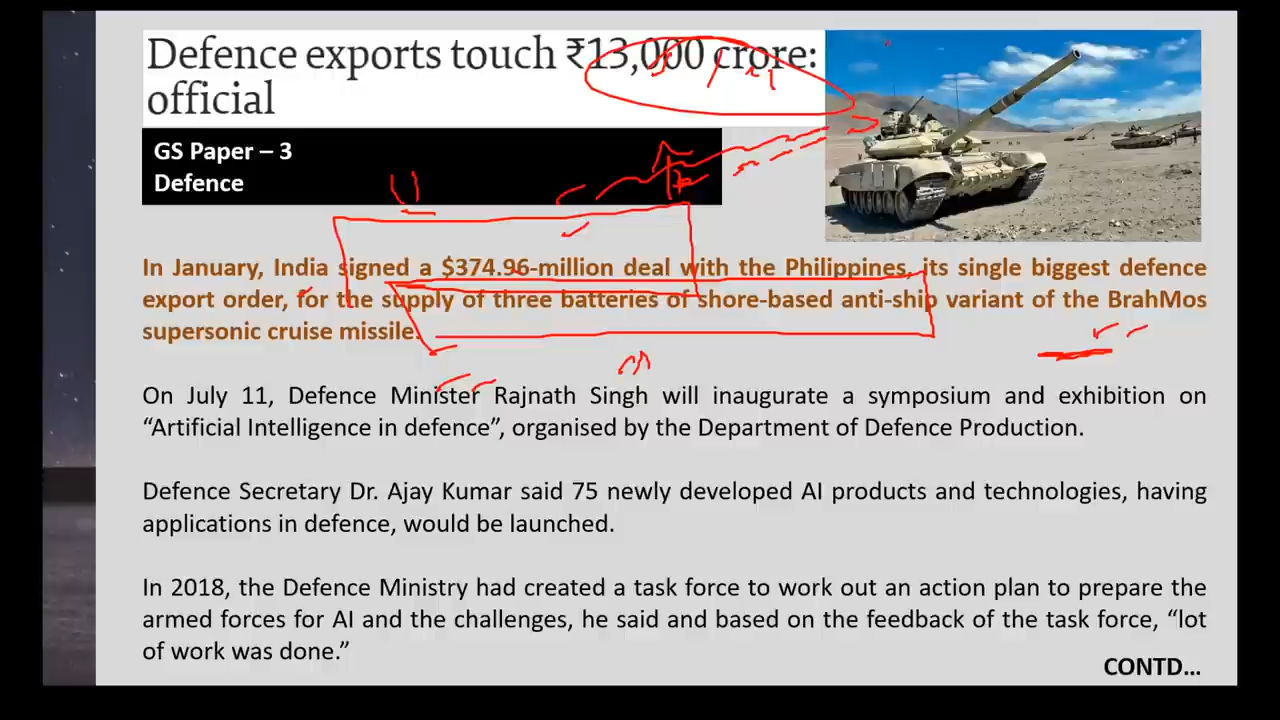 Defence exports touch ₹13,000 crore:
official
GS Paper – 3
Defence
In January, India signed a $374.96-million deal with the Philippines, its single biggest defence
export order, for the supply of three batteries of shore-based anti-ship variant of the BrahMos
supersonic cruise missile.
On July 11, Defence Minister Rajnath Singh will inaugurate a symposium and exhibition on
“Artificial Intelligence in defence”, organised by the Department of Defence Production.
Defence Secretary Dr. Ajay Kumar said 75 newly developed AI products and technologies, having
applications in defence, would be launched.
In 2018, the Defence Ministry had created a task force to work out an action plan to prepare the
armed forces for AI and the challenges, he said and based on the feedback of the task force, “lot
of work was done.”
CONTD...